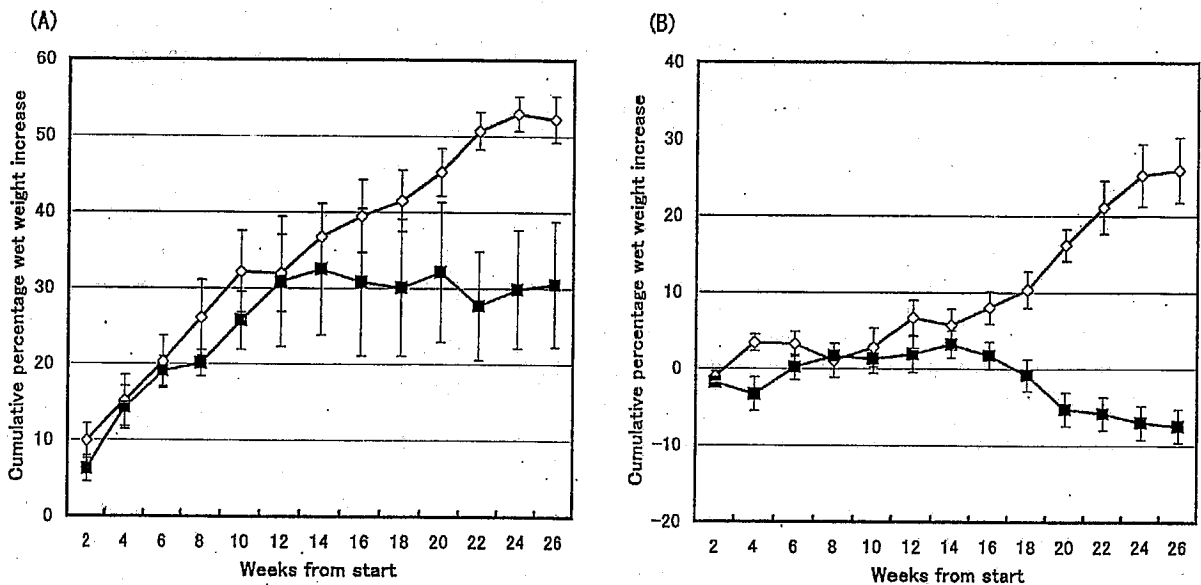 (A)
Cumulative percentage wet weight increase
60
50
40
30
20
10
0
2 4 6 8 10 12 14 16 18 20 22 24 26
Weeks from start
(B)
Cumulative percentage wet weight increase
40
30
20
10
0
-10
-20
2 4 6 8 10 12 14 16 18 20 22 24 26
Weeks from start